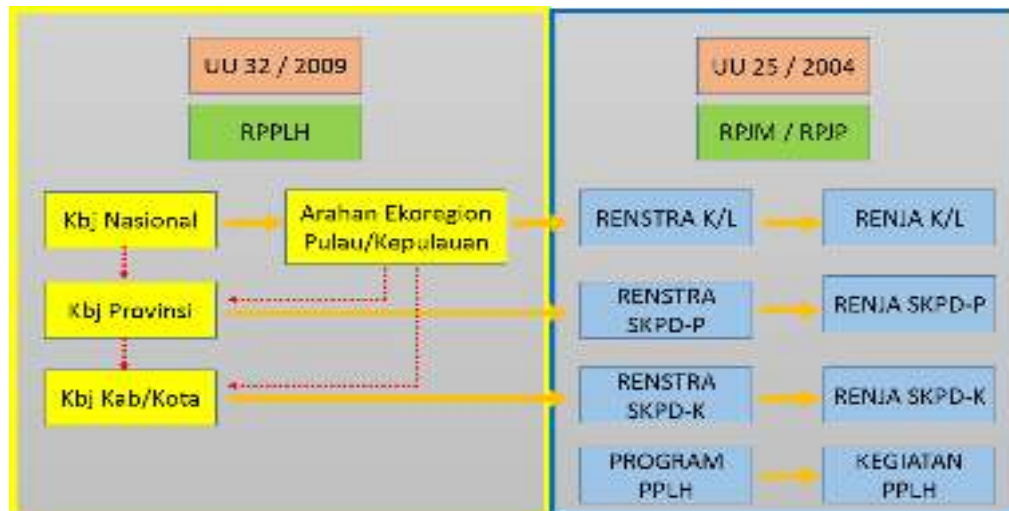 UU 32 / 2009
RPPLH
Kbj Nasional
Arahan Ekoregion
Pulau/Kepulauan
Kbj Provinsi
Kbj Kab/Kota
UU 25 / 2004
RPJM / RPJP
RENSTRA K/L
RENJA K/L
RENSTRA
SKPD-P
RENJA SKPD-P
RENSTRA
SKPD-K
RENJA SKPD-K
PROGRAM
PPLH
KEGIATAN
PPLH